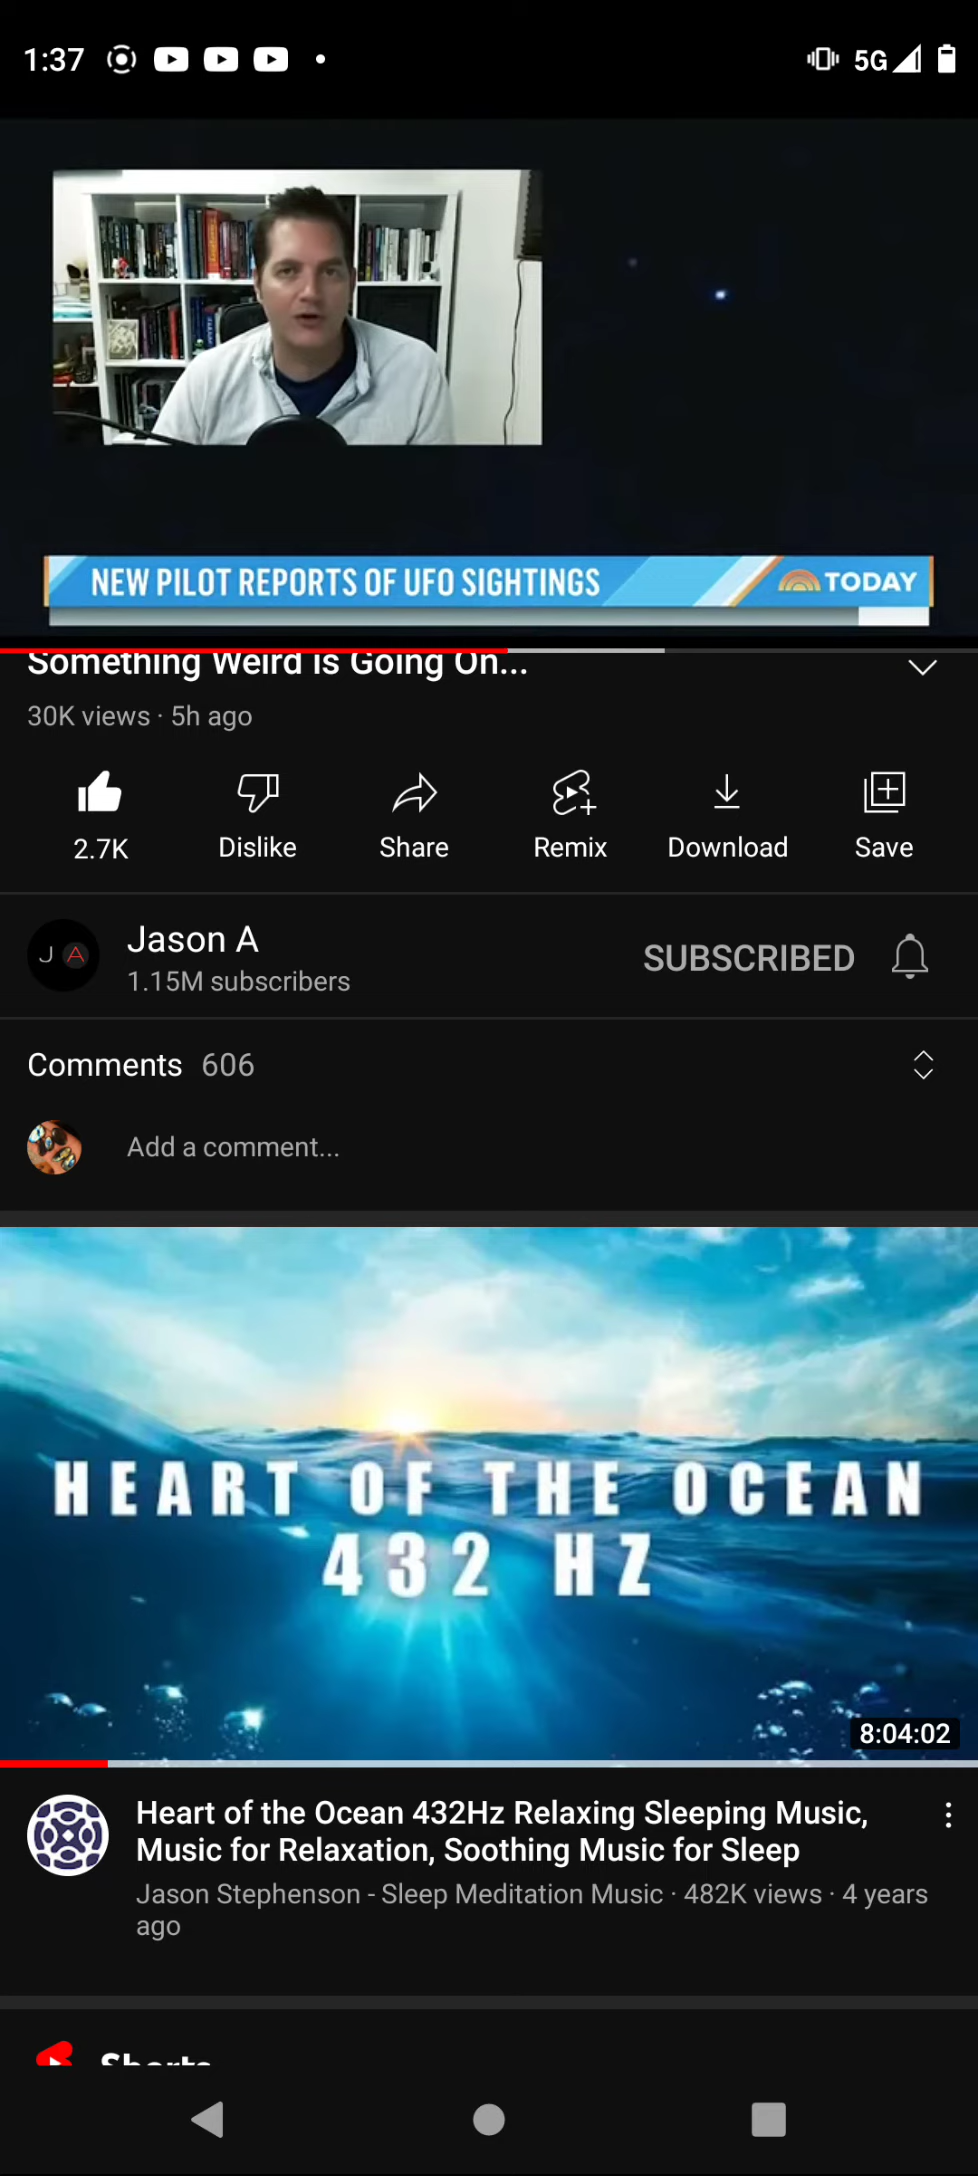 1:37
5G
NEW PILOT REPORTS OF UFO SIGHTINGS
TODAY
Something Weird is Going On...
30K views · 5h ago
2.7K
Dislike
Share
Remix
Download
Save
J A
Jason A
1.15M subscribers
SUBSCRIBED
Comments 606
Add a comment...
HEART OF THE OCEAN
432 HZ
8:04:02
Heart of the Ocean 432Hz Relaxing Sleeping Music,
Music for Relaxation, Soothing Music for Sleep
Jason Stephenson - Sleep Meditation Music · 482K views · 4 years
ago
Shorts